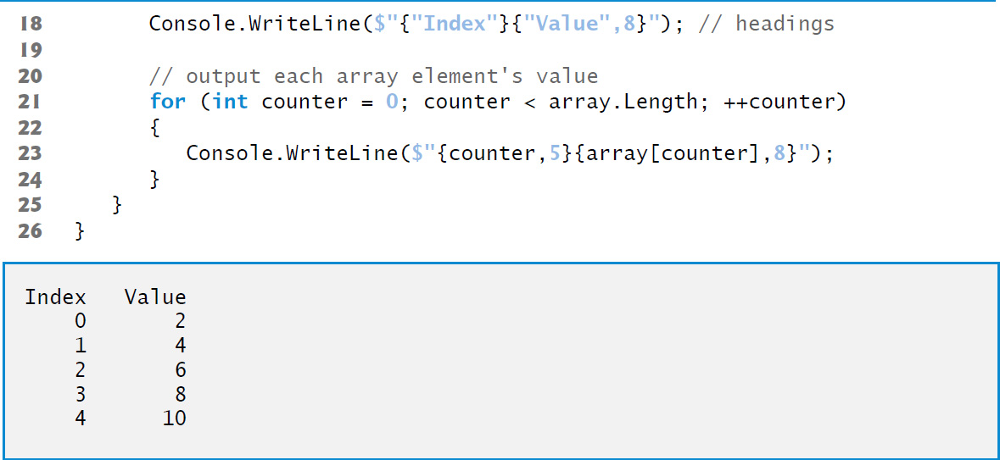 18 Console.WriteLine($"{"Index"}{"Value",8}"); // headings
19
20 // output each array element's value
21 for (int counter = 0; counter < array.Length; ++counter)
22 {
23 Console.WriteLine($"{counter,5}{array[counter],8}");
24 }
25 }
26 }
Index Value
0 2
1 4
2 6
3 8
4 10